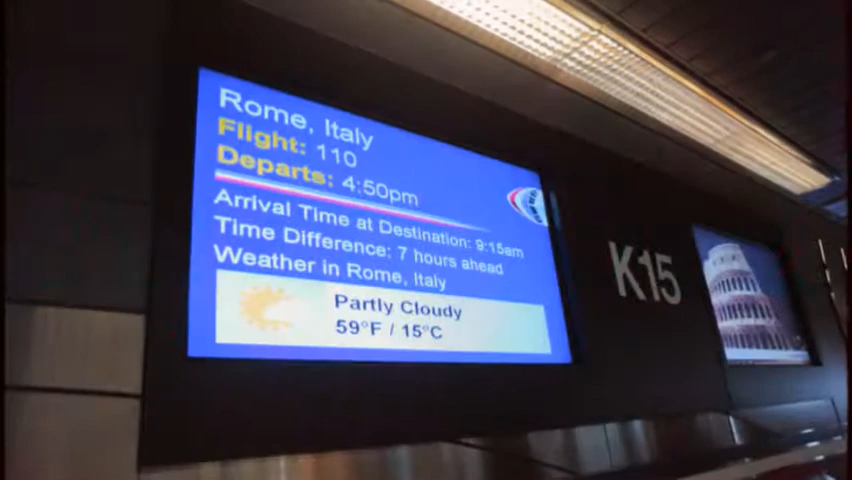 Rome, Italy
Flight: 110
Departs: 4:50pm
Arrival Time at Destination: 9:15am
Time Difference: 7 hours ahead
Weather in Rome, Italy
Partly Cloudy
59°F / 15°C
K15